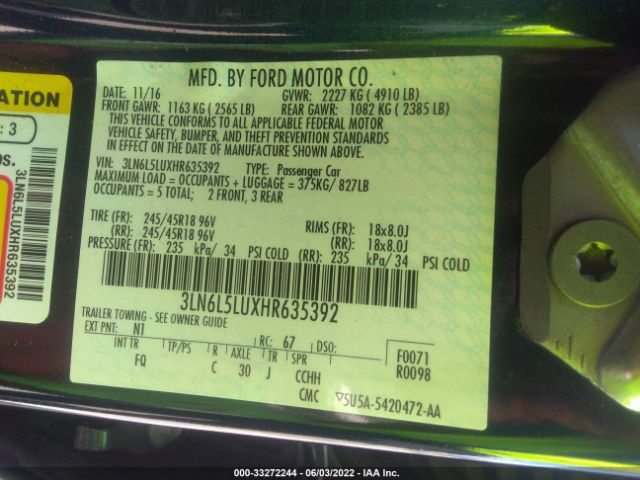 MFD. BY FORD MOTOR CO.
DATE: 11/16 GVWR: 2227 KG ( 4910 LB)
FRONT GAWR: 1163 KG ( 2565 LB) REAR GAWR: 1082 KG ( 2385 LB)
THIS VEHICLE CONFORMS TO ALL APPLICABLE FEDERAL MOTOR
VEHICLE SAFETY, BUMPER, AND THEFT PREVENTION STANDARDS
IN EFFECT ON THE DATE OF MANUFACTURE SHOWN ABOVE.
VIN: 3LN6L5LUXHR635392 TYPE: Passenger Car
MAXIMUM LOAD = OCCUPANTS + LUGGAGE = 375KG/ 827LB
OCCUPANTS = 5 TOTAL; 2 FRONT, 3 REAR
TIRE (FR): 245/45R18 96V RIMS (FR): 18x8.0J
(RR): 245/45R18 96V (RR): 18x8.0J
PRESSURE (FR): 235 kPa/ 34 PSI COLD (RR): 235 kPa/ 34 PSI COLD
3LN6L5LUXHR635392
TRAILER TOWING - SEE OWNER GUIDE
EXT PNT: N1 RC: 67 DSO:
INT TR TP/PS R AXLE TR SPR
FQ C 30 J CCHH
F0071
R0098
CMC ▽5U5A-5420472-AA
ATION
: 3
os.
3LN6L5LUXHR635392
000-33272244 - 06/03/2022 - IAA Inc.